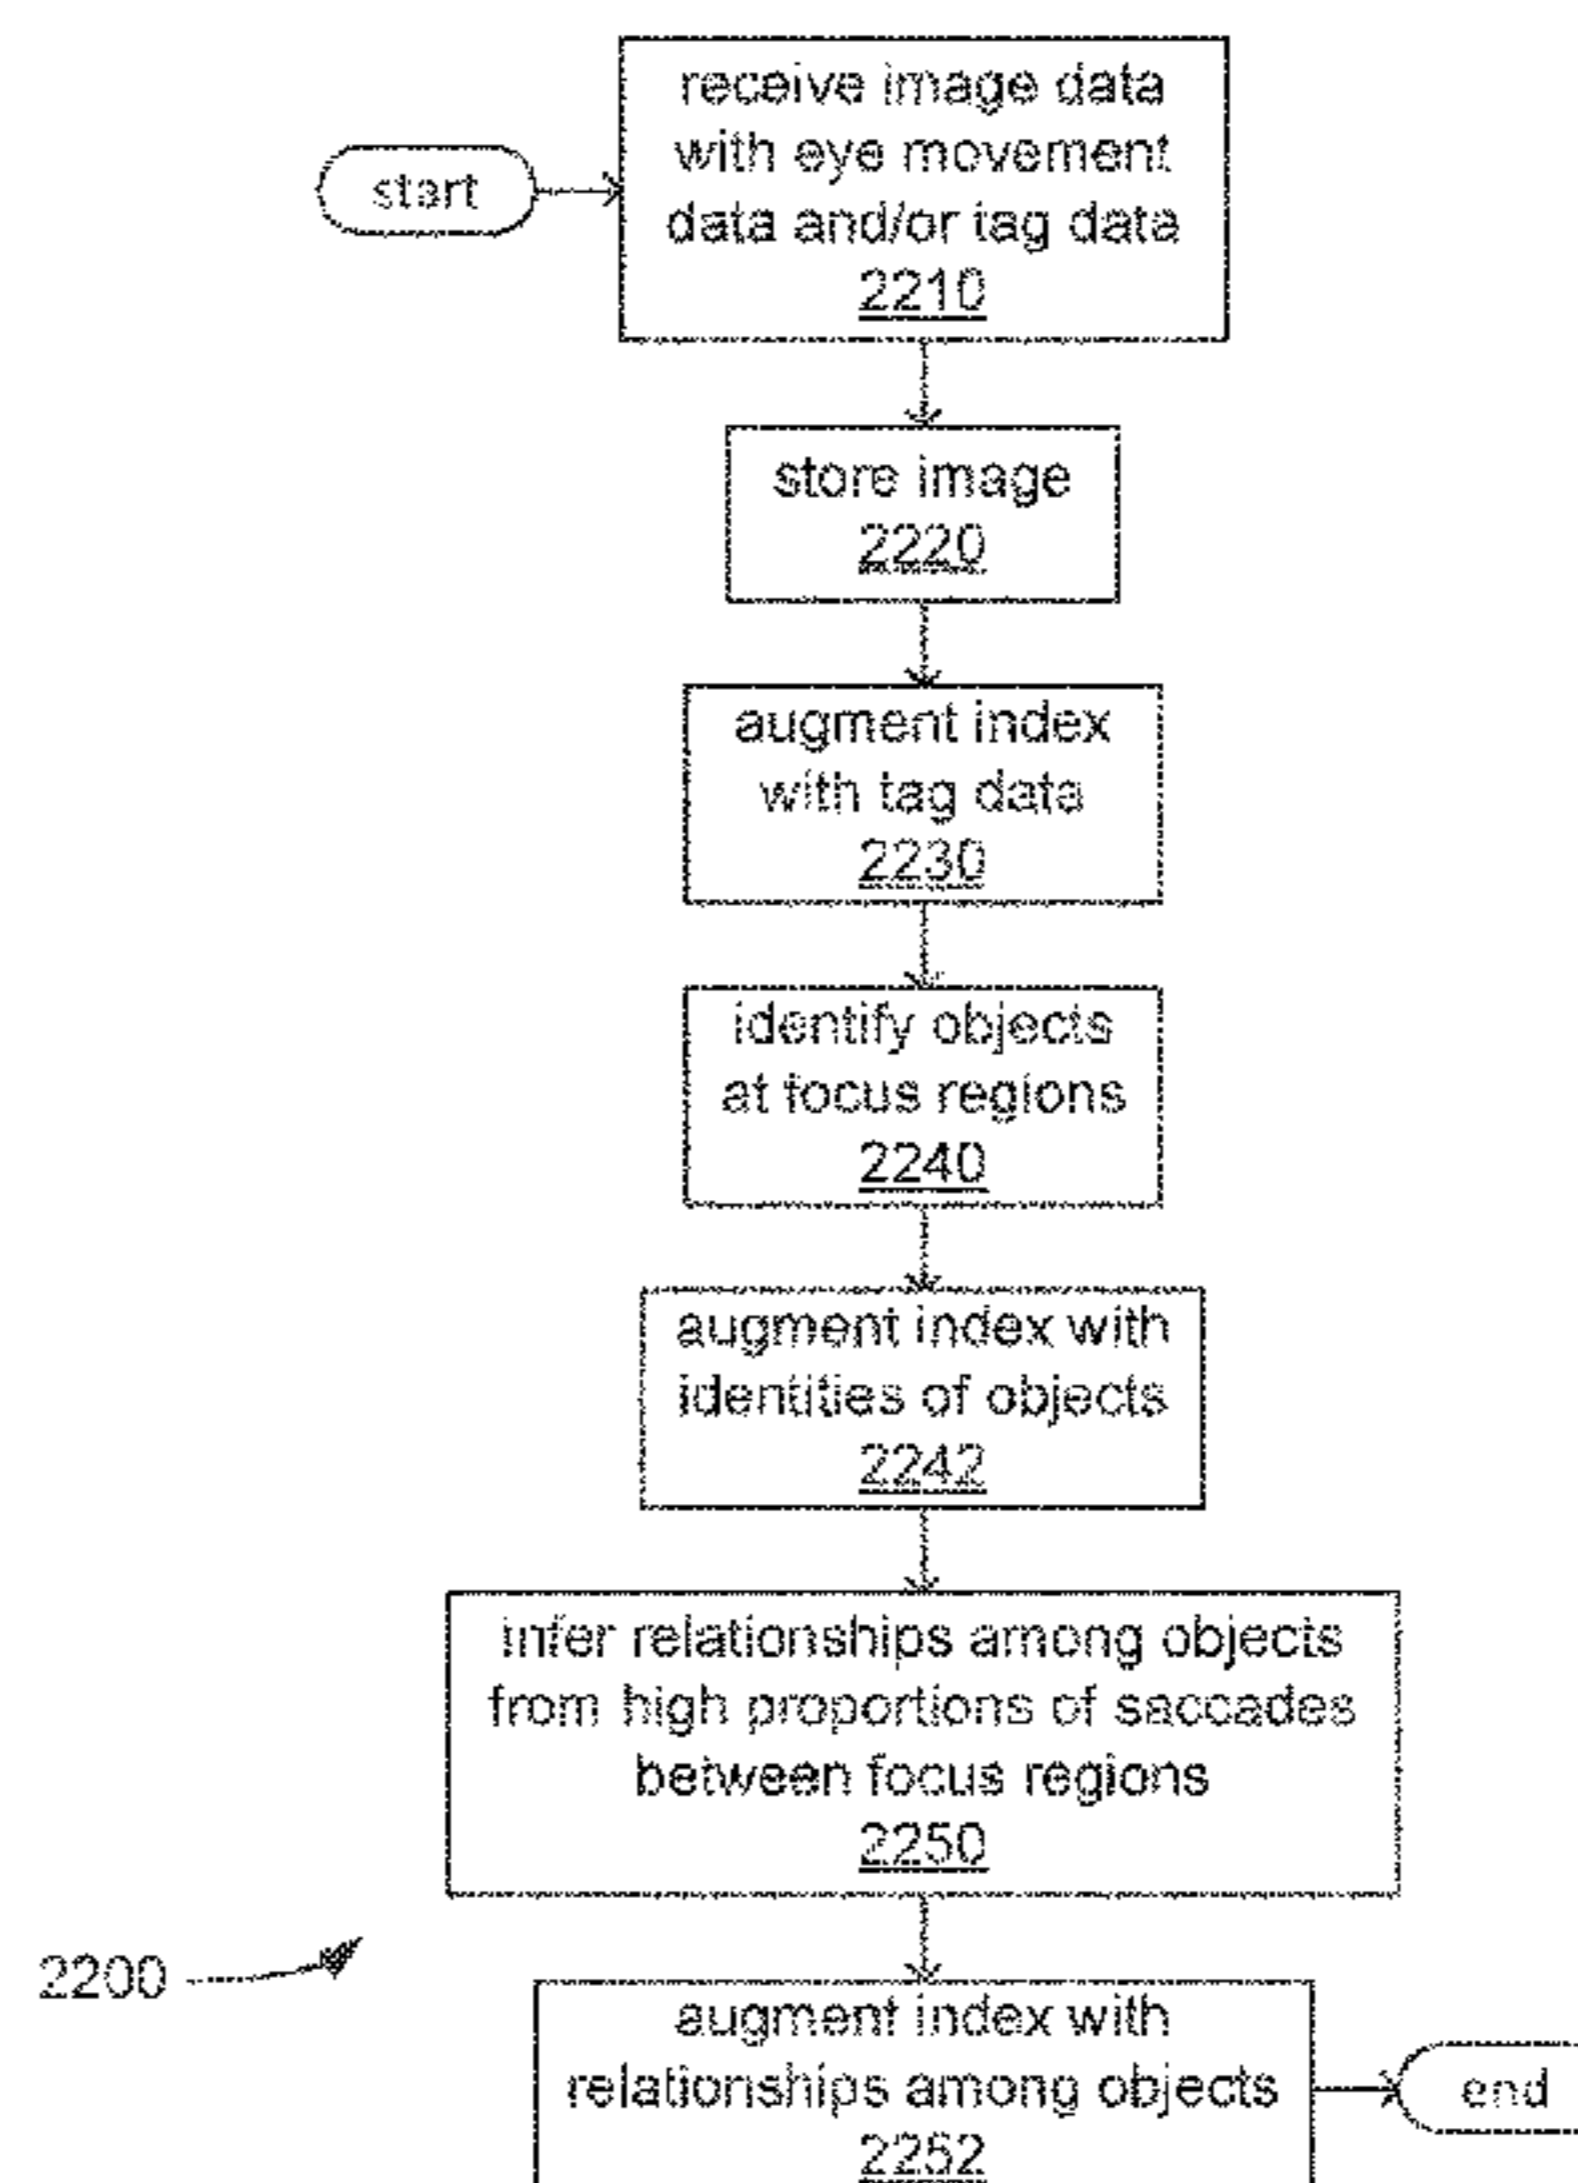 start
receive image data
with eye movement
data and/or tag data
2210
store image
2220
augment index
with tag data
2230
identify objects
at focus regions
2240
augment index with
identities of objects
2242
infer relationships among objects
from high proportions of saccades
between focus regions
2250
2200
augment index with
relationships among objects
2252
end